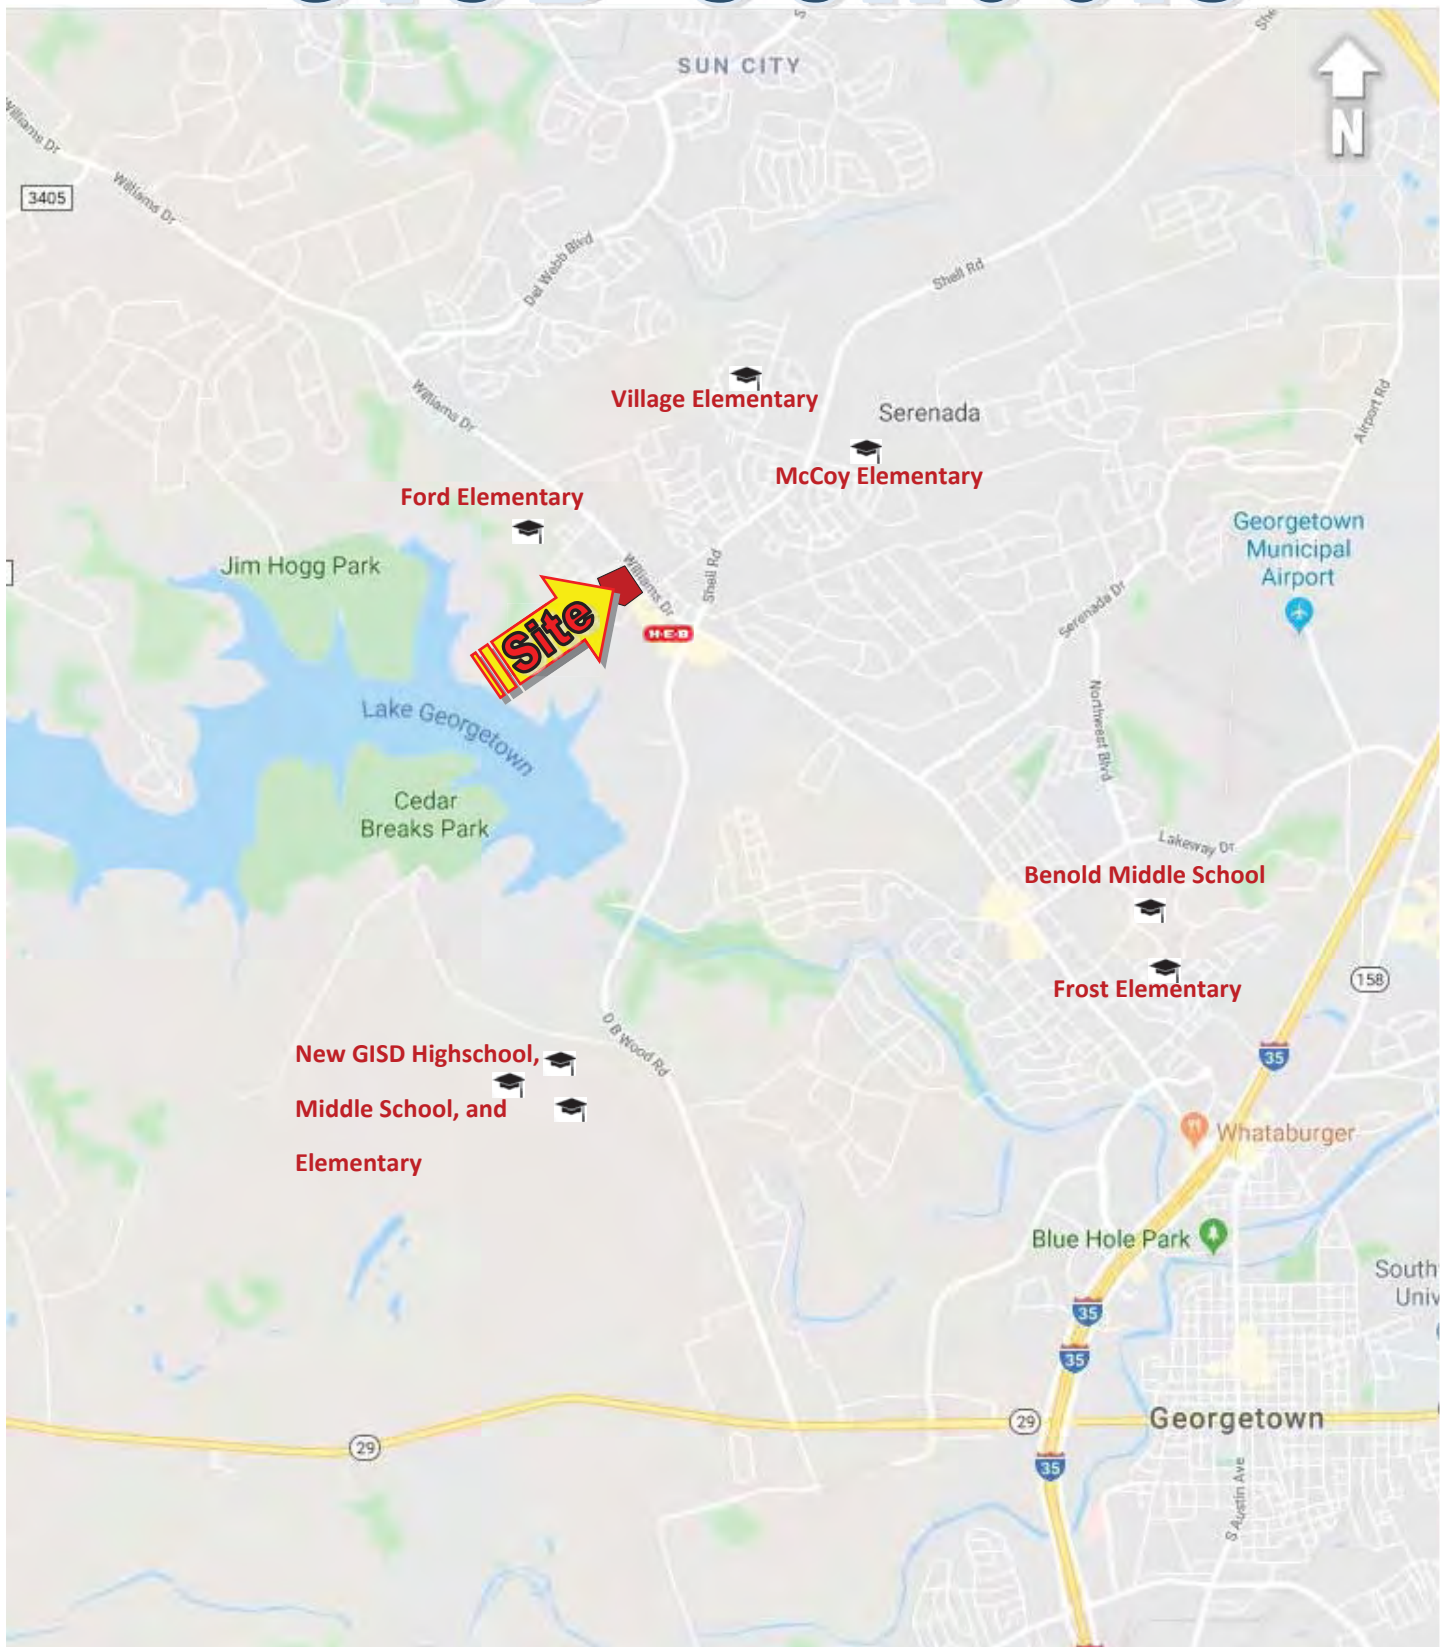 SUN CITY
She
N
Williams Dr
3405
Williams Dr
Del Webb Blvd
Shell Rd
Airport Rd
Village Elementary
Williams Dr
Serenada
McCoy Elementary
Ford Elementary
Georgetown
Municipal
Airport
Jim Hogg Park
Williams Dr
Shell Rd
Site
H-E-B
Serenada Dr
Northwest Blvd
Lake Georgetown
Cedar
Breaks Park
Lakeway Dr
Benold Middle School
Frost Elementary
158
D B Wood Rd
New GISD Highschool,
Middle School, and
Elementary
35
Whataburger
Blue Hole Park
South
Univ
35
35
29
Georgetown
29
35
S Austin Ave